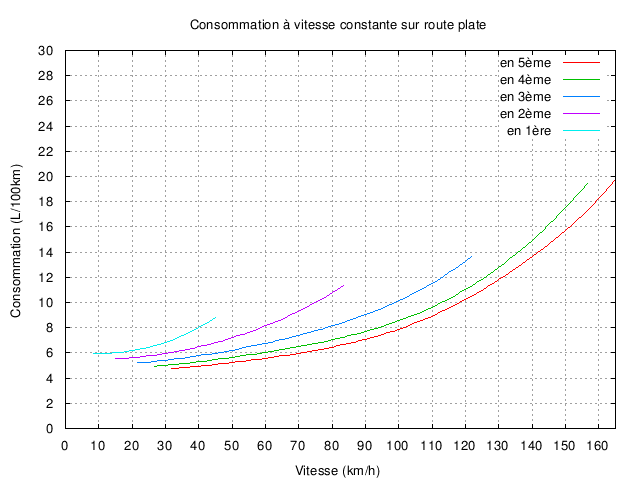 Consommation à vitesse constante sur route plate
30
28
26
24
22
20
18
16
14
12
10
8
6
4
2
0
Consommation (L/100km)
en 5ème
en 4ème
en 3ème
en 2ème
en 1ère
0 10 20 30 40 50 60 70 80 90 100 110 120 130 140 150 160
Vitesse (km/h)